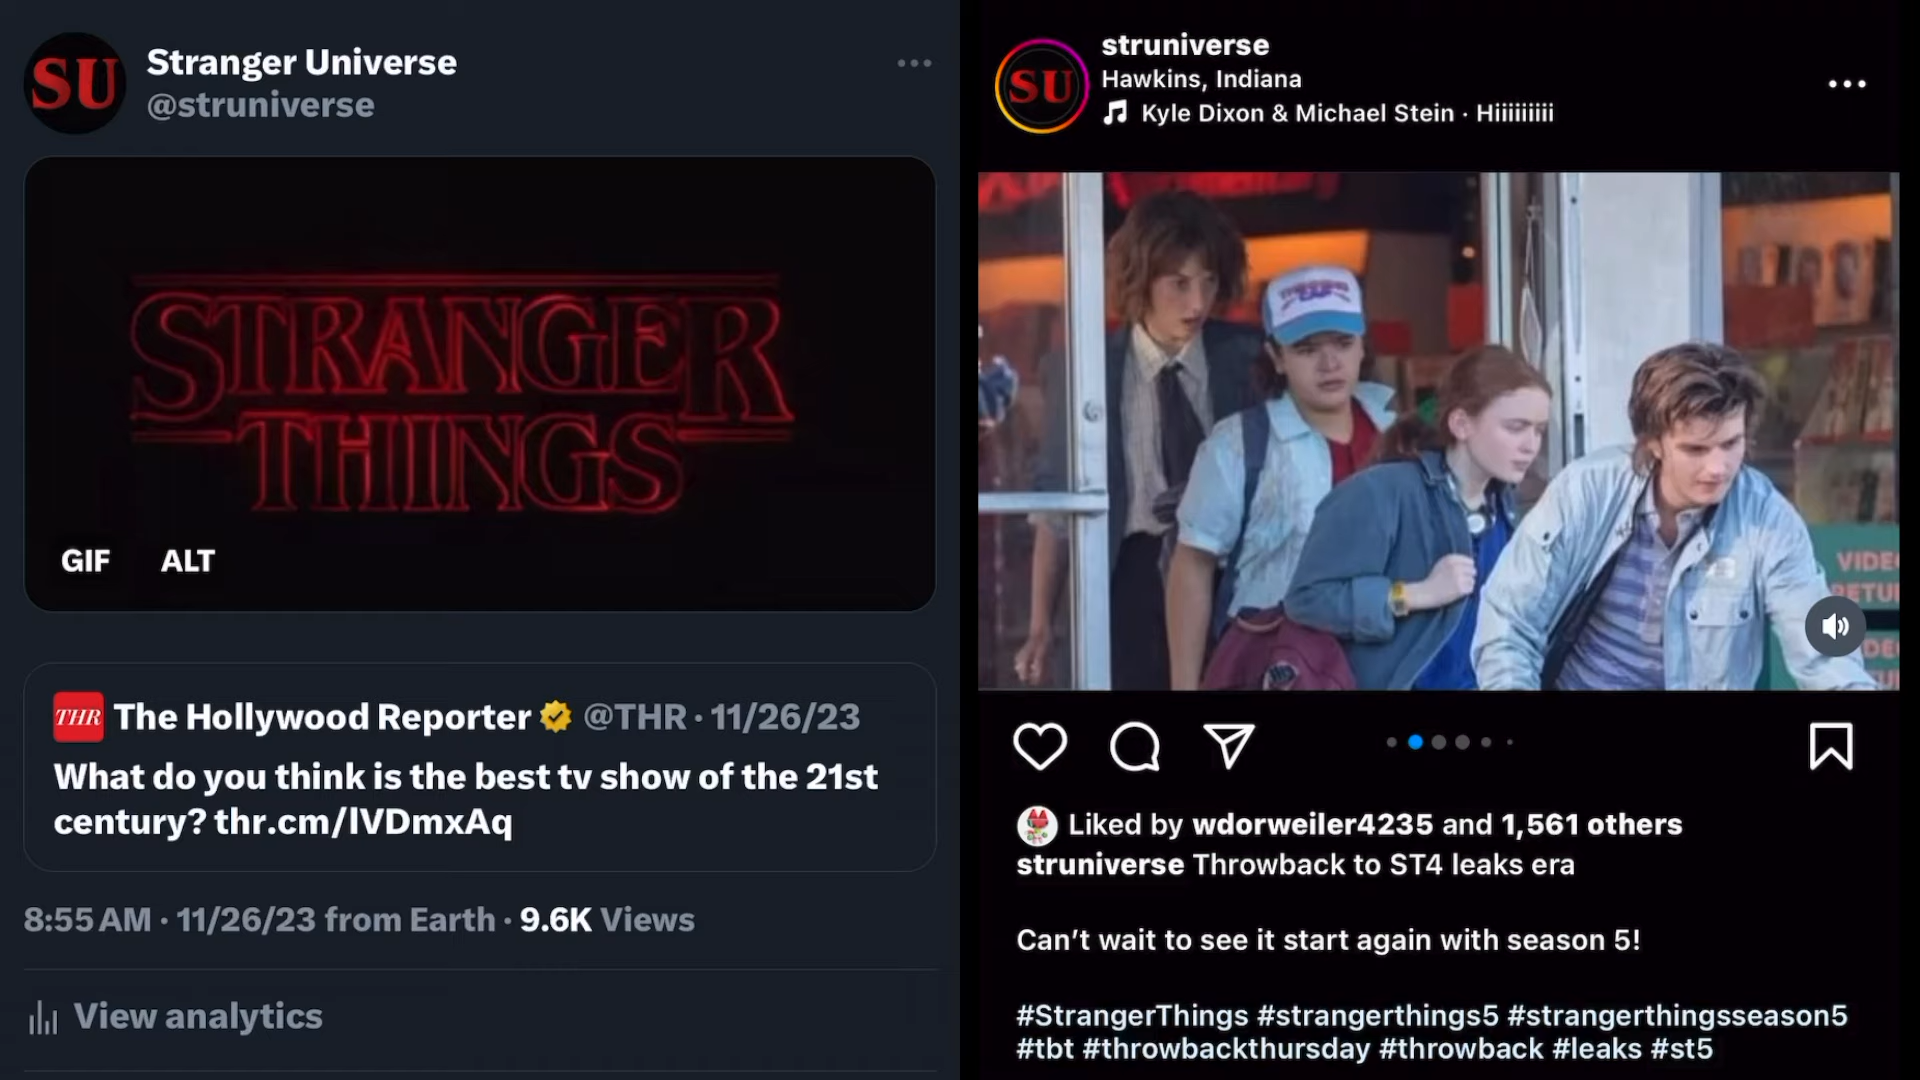 SU
Stranger Universe
@struniverse
STRANGER
THINGS
GIF ALT
THR The Hollywood Reporter @THR · 11/26/23
What do you think is the best tv show of the 21st
century? thr.cm/lVDmxAq
8:55 AM · 11/26/23 from Earth · 9.6K Views
View analytics
SU
struniverse
Hawkins, Indiana
Kyle Dixon & Michael Stein · Hiiiiiiiii
VIDEO
RETU
Liked by wdorweiler4235 and 1,561 others
struniverse Throwback to ST4 leaks era
Can't wait to see it start again with season 5!
#StrangerThings #strangerthings5 #strangerthingsseason5
#tbt #throwbackthursday #throwback #leaks #st5